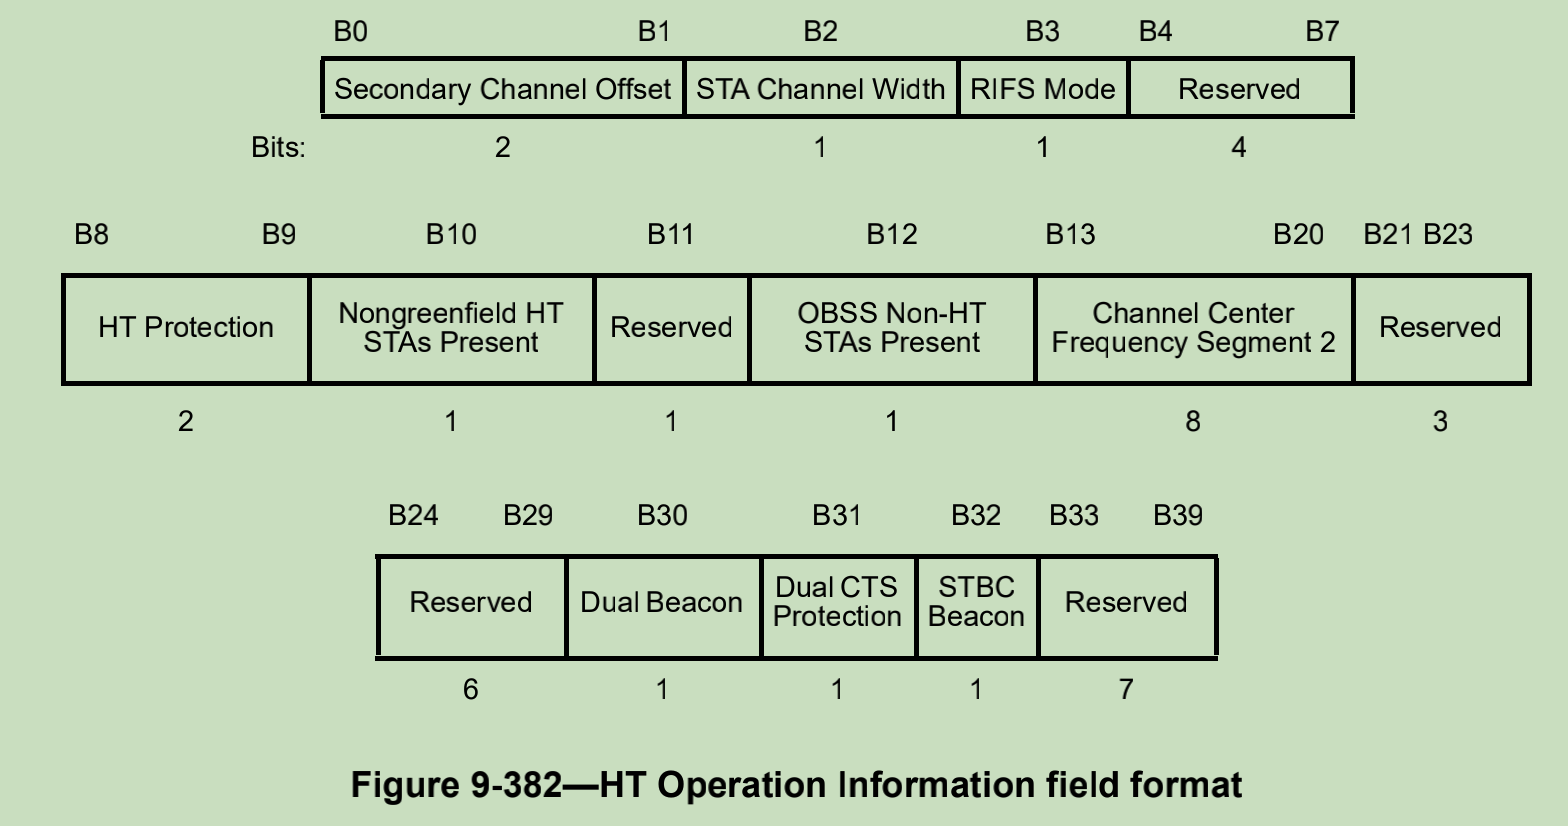 B0 B1 B2 B3 B4 B7
Secondary Channel Offset STA Channel Width RIFS Mode Reserved
Bits: 2 1 1 4
B8 B9 B10 B11 B12 B13 B20 B21 B23
HT Protection
Nongreenfield HT
STAs Present
Reserved
OBSS Non-HT
STAs Present
Channel Center
Frequency Segment 2
Reserved
2 1 1 1 8 3
B24 B29 B30 B31 B32 B33 B39
Reserved
Dual Beacon
Dual CTS
Protection
STBC
Beacon
Reserved
6 1 1 1 7
Figure 9-382—HT Operation Information field format